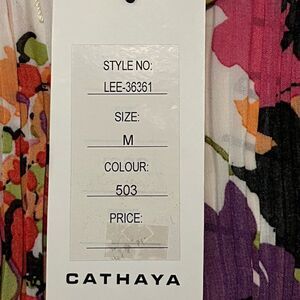 STYLE NO:
LEE-36361
SIZE:
M
COLOUR:
503
PRICE:
CATHAYA